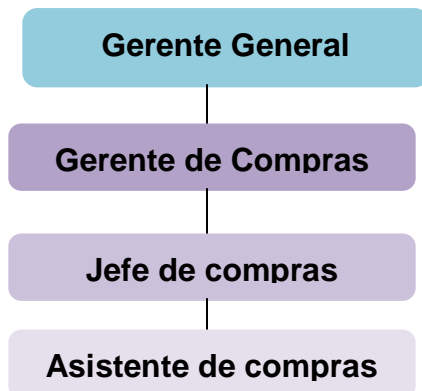 Gerente General
Gerente de Compras
Jefe de compras
Asistente de compras